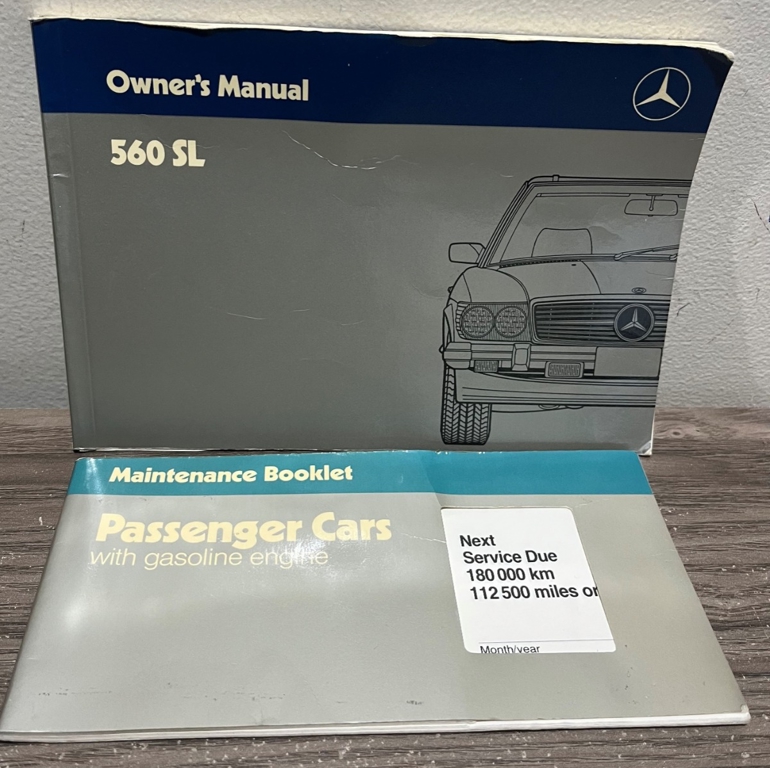 Owner's Manual
560 SL
Maintenance Booklet
Passenger Cars
with gasoline engine
Next
Service Due
180 000 km
112 500 miles or
Month/year